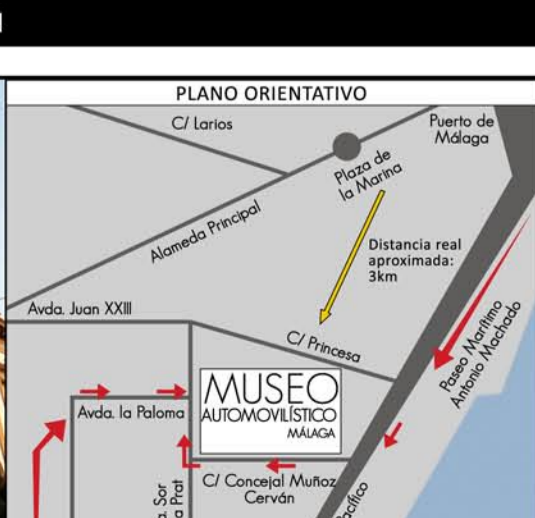 PLANO ORIENTATIVO
C/ Larios
Puerto de
Málaga
Plaza de
la Marina
Alameda Principal
Distancia real
aproximada:
3km
Avda. Juan XXIII
C/ Princesa
Paseo Marítimo
Antonio Machado
MUSEO
AUTOMOVILÍSTICO
MÁLAGA
Avda. la Paloma
C/ Concejal Muñoz
Cerván
Sor
Prat